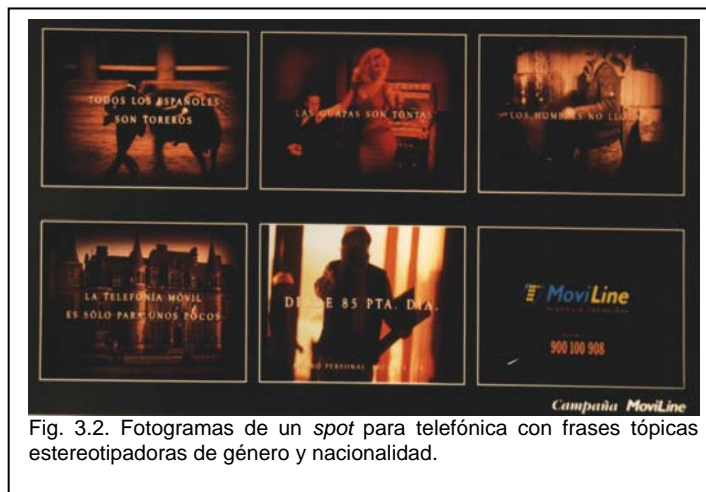 TODOS LOS ESPAÑOLES
SON TOREROS
LAS GUAPAS SON TONTAS
LOS HOMBRES NO
LA TELEFONÍA MÓVIL
ES SÓLO PARA UNOS POCOS
DESDE 85 PTA. DÍA.
PERSONAL
MoviLine
900 100 908
Campaña MoviLine
Fig. 3.2. Fotogramas de un spot para telefónica con frases tópicas
estereotipadoras de género y nacionalidad.